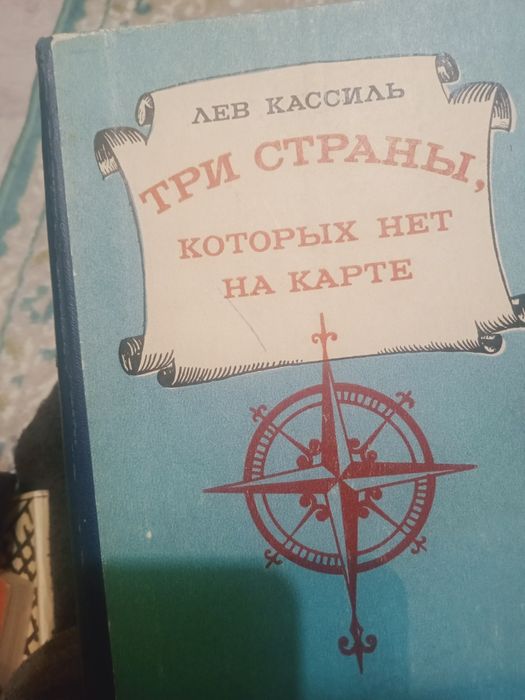 ЛЕВ КАССИЛЬ
ТРИ СТРАНЫ,
КОТОРЫХ НЕТ
НА КАРТЕ